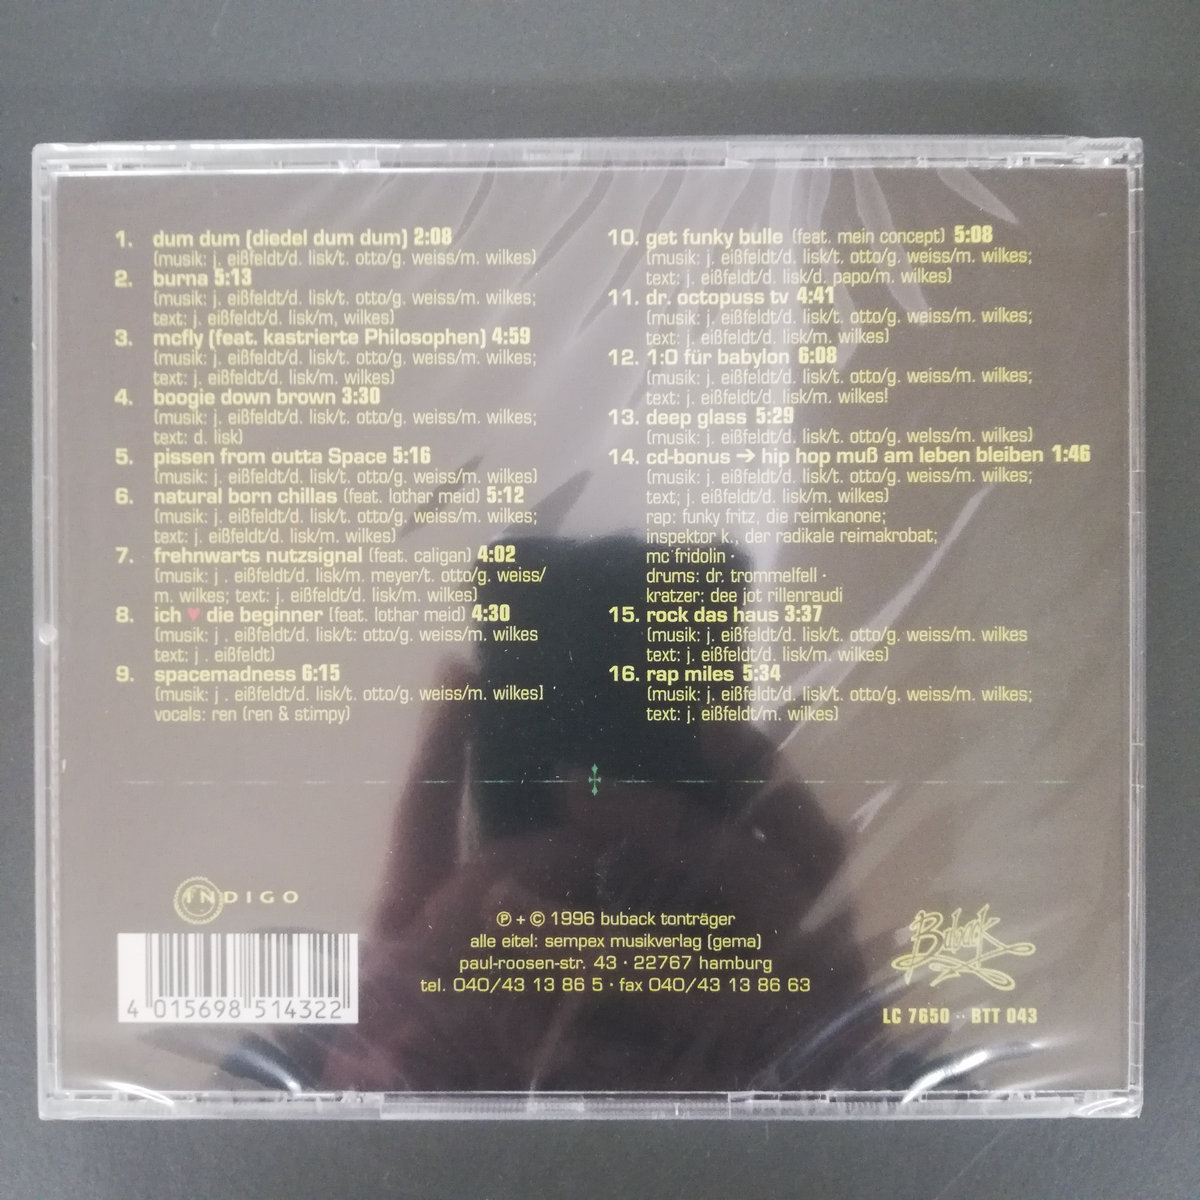 1. dum dum (diedel dum dum) 2:08
(musik: j. eißfeldt/d. lisk/t. otto/g. weiss/m. wilkes)
2. burna 5:13
(musik: j. eißfeldt/d. lisk/t. otto/g. weiss/m. wilkes;
text: j. eißfeldt/d. lisk/m, wilkes)
3. mcfly (feat. kastrierte Philosophen) 4:59
(musik: j. eißfeldt/d. lisk/t. otto/g. weiss/m. wilkes;
text: j. eißfeldt/d. lisk/m. wilkes)
4. boogie down brown 3:30
(musik: j. eißfeldt/d. lisk/t. otto/g. weiss/m. wilkes;
text: d. lisk)
5. pissen from outta Space 5:16
(musik: j. eißfeldt/d. lisk/t. otto/g. weiss/m. wilkes)
6. natural born chillas (feat. lothar meid) 5:12
(musik: j. eißfeldt/d. lisk/t. otto/g. weiss/m. wilkes;
text: j. eißfeldt/d. lisk/m. wilkes)
7. frehnwarts nutzsignal (feat. caligan) 4:02
(musik: j . eißfeldt/d. lisk/m. meyer/t. otto/g. weiss/
m. wilkes; text: j. eißfeldt/d. lisk/m. wilkes)
8. ich ♥ die beginner (feat. lothar meid) 4:30
(musik: j . eißfeldt/d. lisk/t: otto/g. weiss/m. wilkes
text: j . eißfeldt)
9. spacemadness 6:15
(musik: j. eißfeldt/d. lisk/t. otto/g. weiss/m. wilkes)
vocals: ren (ren & stimpy)
10. get funky bulle (feat. mein concept) 5:08
(musik: j. eißfeldt/d. lisk/t. otto/g. weiss/m. wilkes;
text: j. eißfeldt/d. lisk/d. papo/m. wilkes)
11. dr. octopuss tv 4:41
(musik: j. eißfeldt/d. lisk/t. otto/g. weiss/m. wilkes;
text: j. eißfeldt/d. lisk/m. wilkes)
12. 1:0 für babylon 6:08
(musik: j. eißfeldt/d. lisk/t. otto/g. weiss/m. wilkes;
text: j. eißfeldt/d. lisk/m. wilkes!
13. deep glass 5:29
(musik: j. eißfeldt/d. lisk/t. otto/g. welss/m. wilkes)
14. cd-bonus → hip hop muß am leben bleiben 1:46
(musik: j. eißfeldt/d. lisk/t. otto/g. weiss/m. wilkes;
text; j. eißfeldt/d. lisk/m. wilkes)
rap: funky fritz, die reimkanone;
inspektor k., der radikale reimakrobat;
mc fridolin ·
drums: dr. trommelfell ·
kratzer: dee jot rillenraudi
15. rock das haus 3:37
(musik: j. eißfeldt/d. lisk/t. otto/g. weiss/m. wilkes
text: j. eißfeldt/d. lisk/m. wilkes)
16. rap miles 5:34
(musik: j. eißfeldt/d. lisk/t. otto/g. weiss/m. wilkes;
text: j. eißfeldt/m. wilkes)
INDIGO
4 015698 514322
℗ + © 1996 buback tonträger
alle eitel: sempex musikverlag (gema)
paul-roosen-str. 43 · 22767 hamburg
tel. 040/43 13 86 5 · fax 040/43 13 86 63
Buback
LC 7650 ·· BTT 043